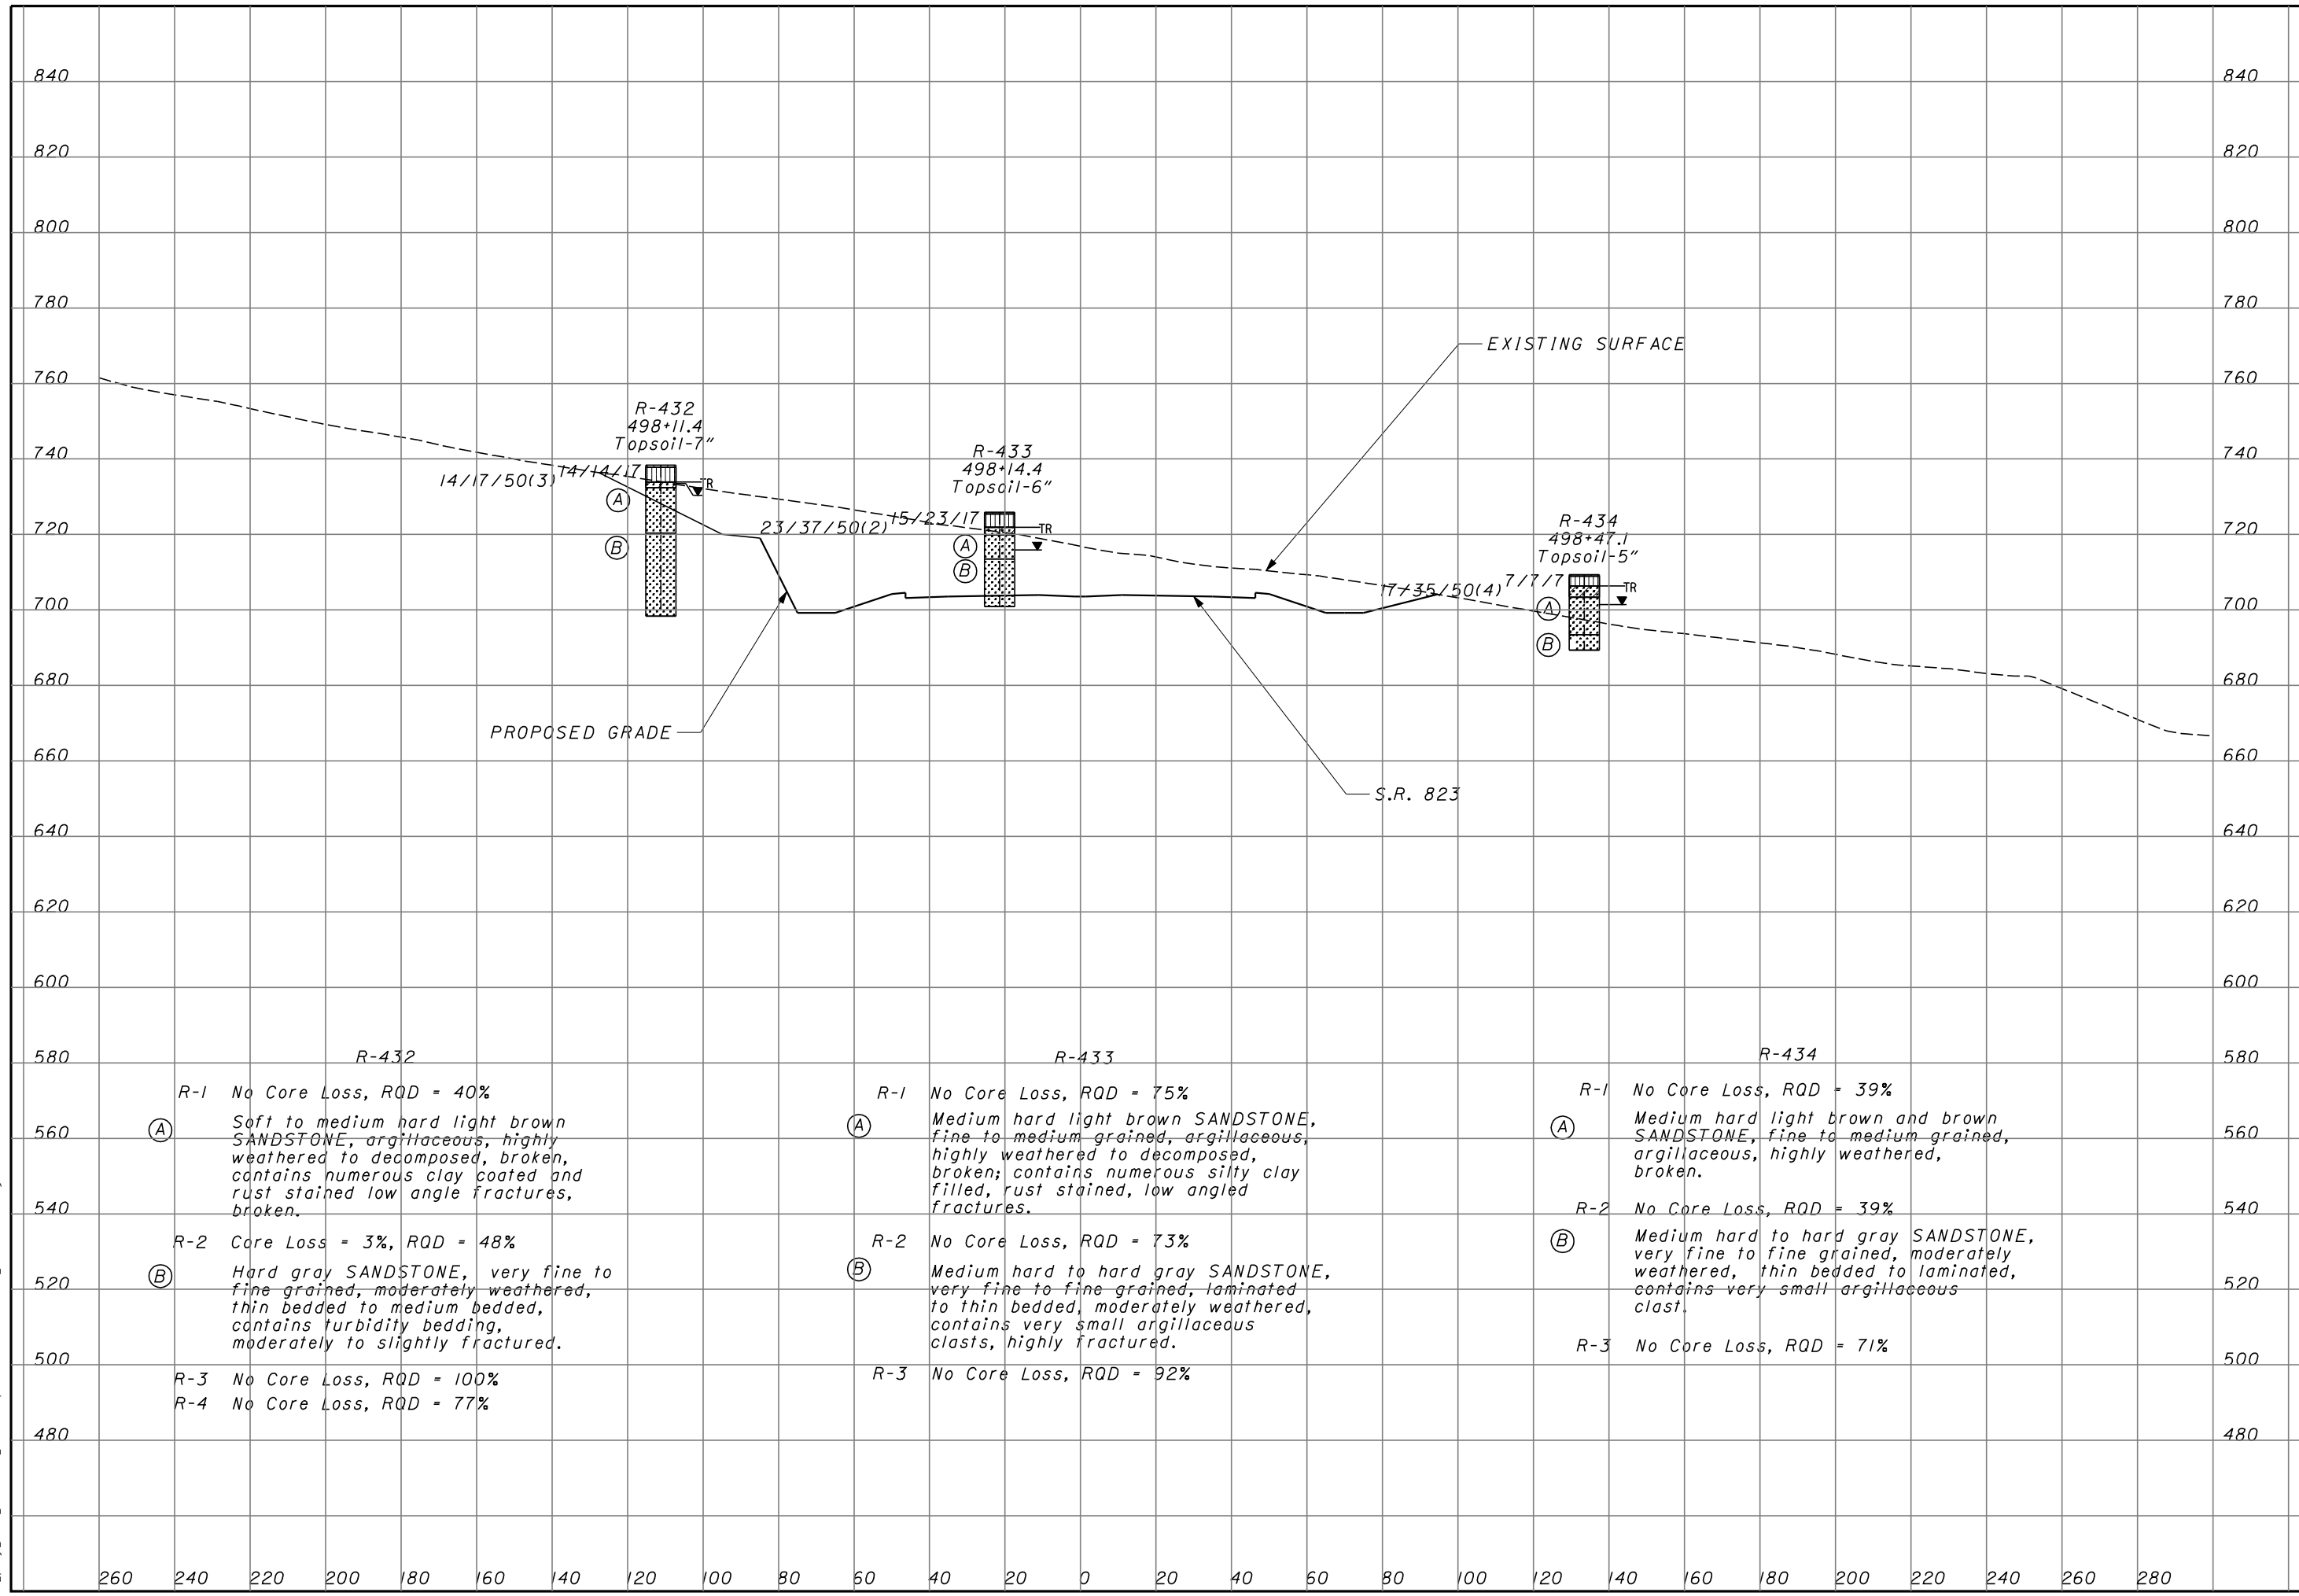 840 840
820 820
800 800
780 780
EXISTING SURFACE
760 760
R-432
498+11.4
Topsoil-7"
740 740
14/14/17
14/17/50(3)
TR
A
B
R-433
498+14.4
Topsoil-6"
15/23/17
23/37/50(2)
TR
A
B
720 720
R-434
498+47.1
Topsoil-5"
7/7/7
17/35/50(4)
TR
A
B
700 700
680 680
PROPOSED GRADE
660 660
S.R. 823
640 640
620 620
600 600
580 580
560 560
540 540
520 520
500 500
480 480
R-432
R-1 No Core Loss, RQD = 40%
A Soft to medium hard light brown
SANDSTONE, argillaceous, highly
weathered to decomposed, broken,
contains numerous clay coated and
rust stained low angle fractures,
broken.
R-2 Core Loss = 3%, RQD = 48%
B Hard gray SANDSTONE, very fine to
fine grained, moderately weathered,
thin bedded to medium bedded,
contains turbidity bedding,
moderately to slightly fractured.
R-3 No Core Loss, RQD = 100%
R-4 No Core Loss, RQD = 77%
R-433
R-1 No Core Loss, RQD = 75%
A Medium hard light brown SANDSTONE,
fine to medium grained, argillaceous,
highly weathered to decomposed,
broken; contains numerous silty clay
filled, rust stained, low angled
fractures.
R-2 No Core Loss, RQD = 73%
B Medium hard to hard gray SANDSTONE,
very fine to fine grained, laminated
to thin bedded, moderately weathered,
contains very small argillaceous
clasts, highly fractured.
R-3 No Core Loss, RQD = 92%
R-434
R-1 No Core Loss, RQD = 39%
A Medium hard light brown and brown
SANDSTONE, fine to medium grained,
argillaceous, highly weathered,
broken.
R-2 No Core Loss, RQD = 39%
B Medium hard to hard gray SANDSTONE,
very fine to fine grained, moderately
weathered, thin bedded to laminated,
contains very small argillaceous
clast.
R-3 No Core Loss, RQD = 71%
260 240 220 200 180 160 140 120 100 80 60 40 20 0 20 40 60 80 100 120 140 160 180 200 220 240 260 280